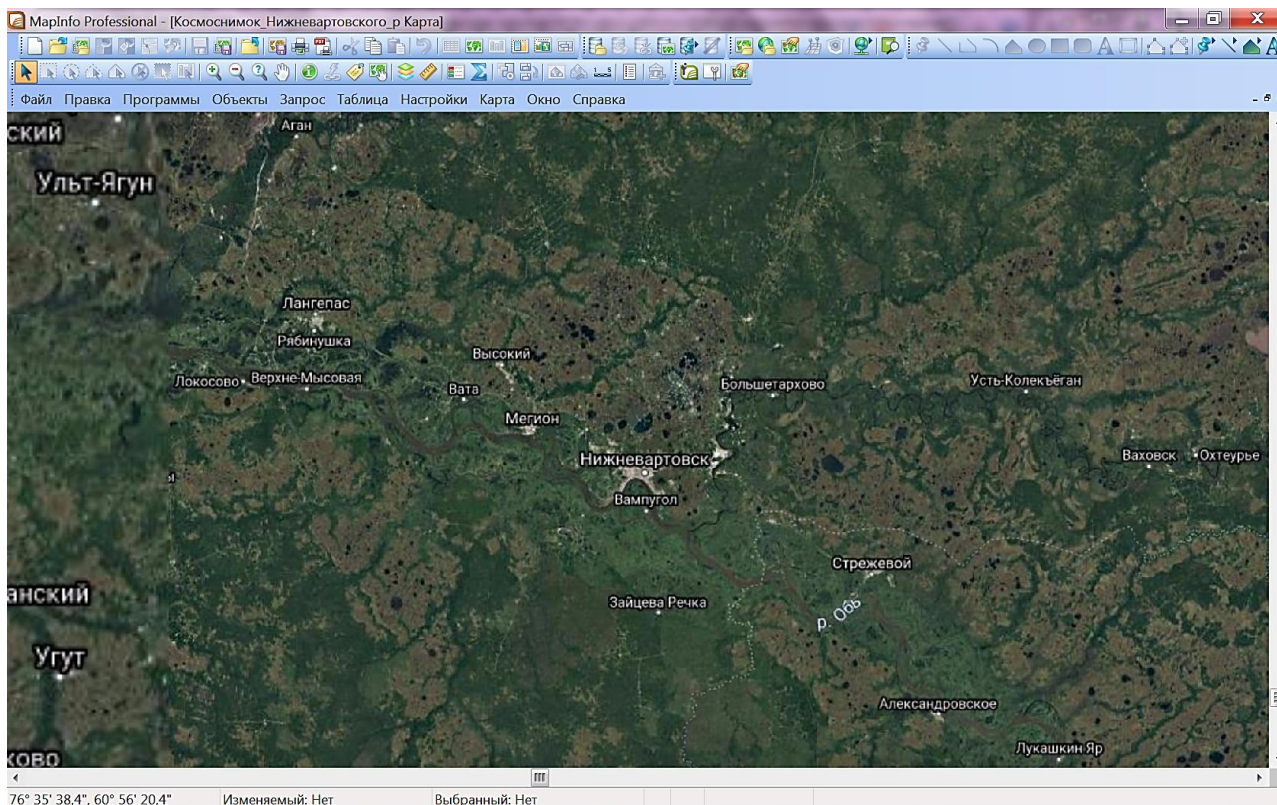 MapInfo Professional - [Космоснимок_Нижневартовского_р Карта]
Файл Правка Программы Объекты Запрос Таблица Настройки Карта Окно Справка
ский
Аган
Ульт-Ягун
Лангепас
Рябинушка
Высокий
Локосово
Верхне-Мысовая
Вата
Большетархово
Усть-Колекъёган
Мегион
Нижневартовск
Ваховск
Охтеурье
ы
Вампугол
Стрежевой
анский
Зайцева Речка
р. Обь
Угут
Александровское
Лукашкин Яр
ково
76° 35' 38,4", 60° 56' 20,4"
Изменяемый: Нет
Выбранный: Нет